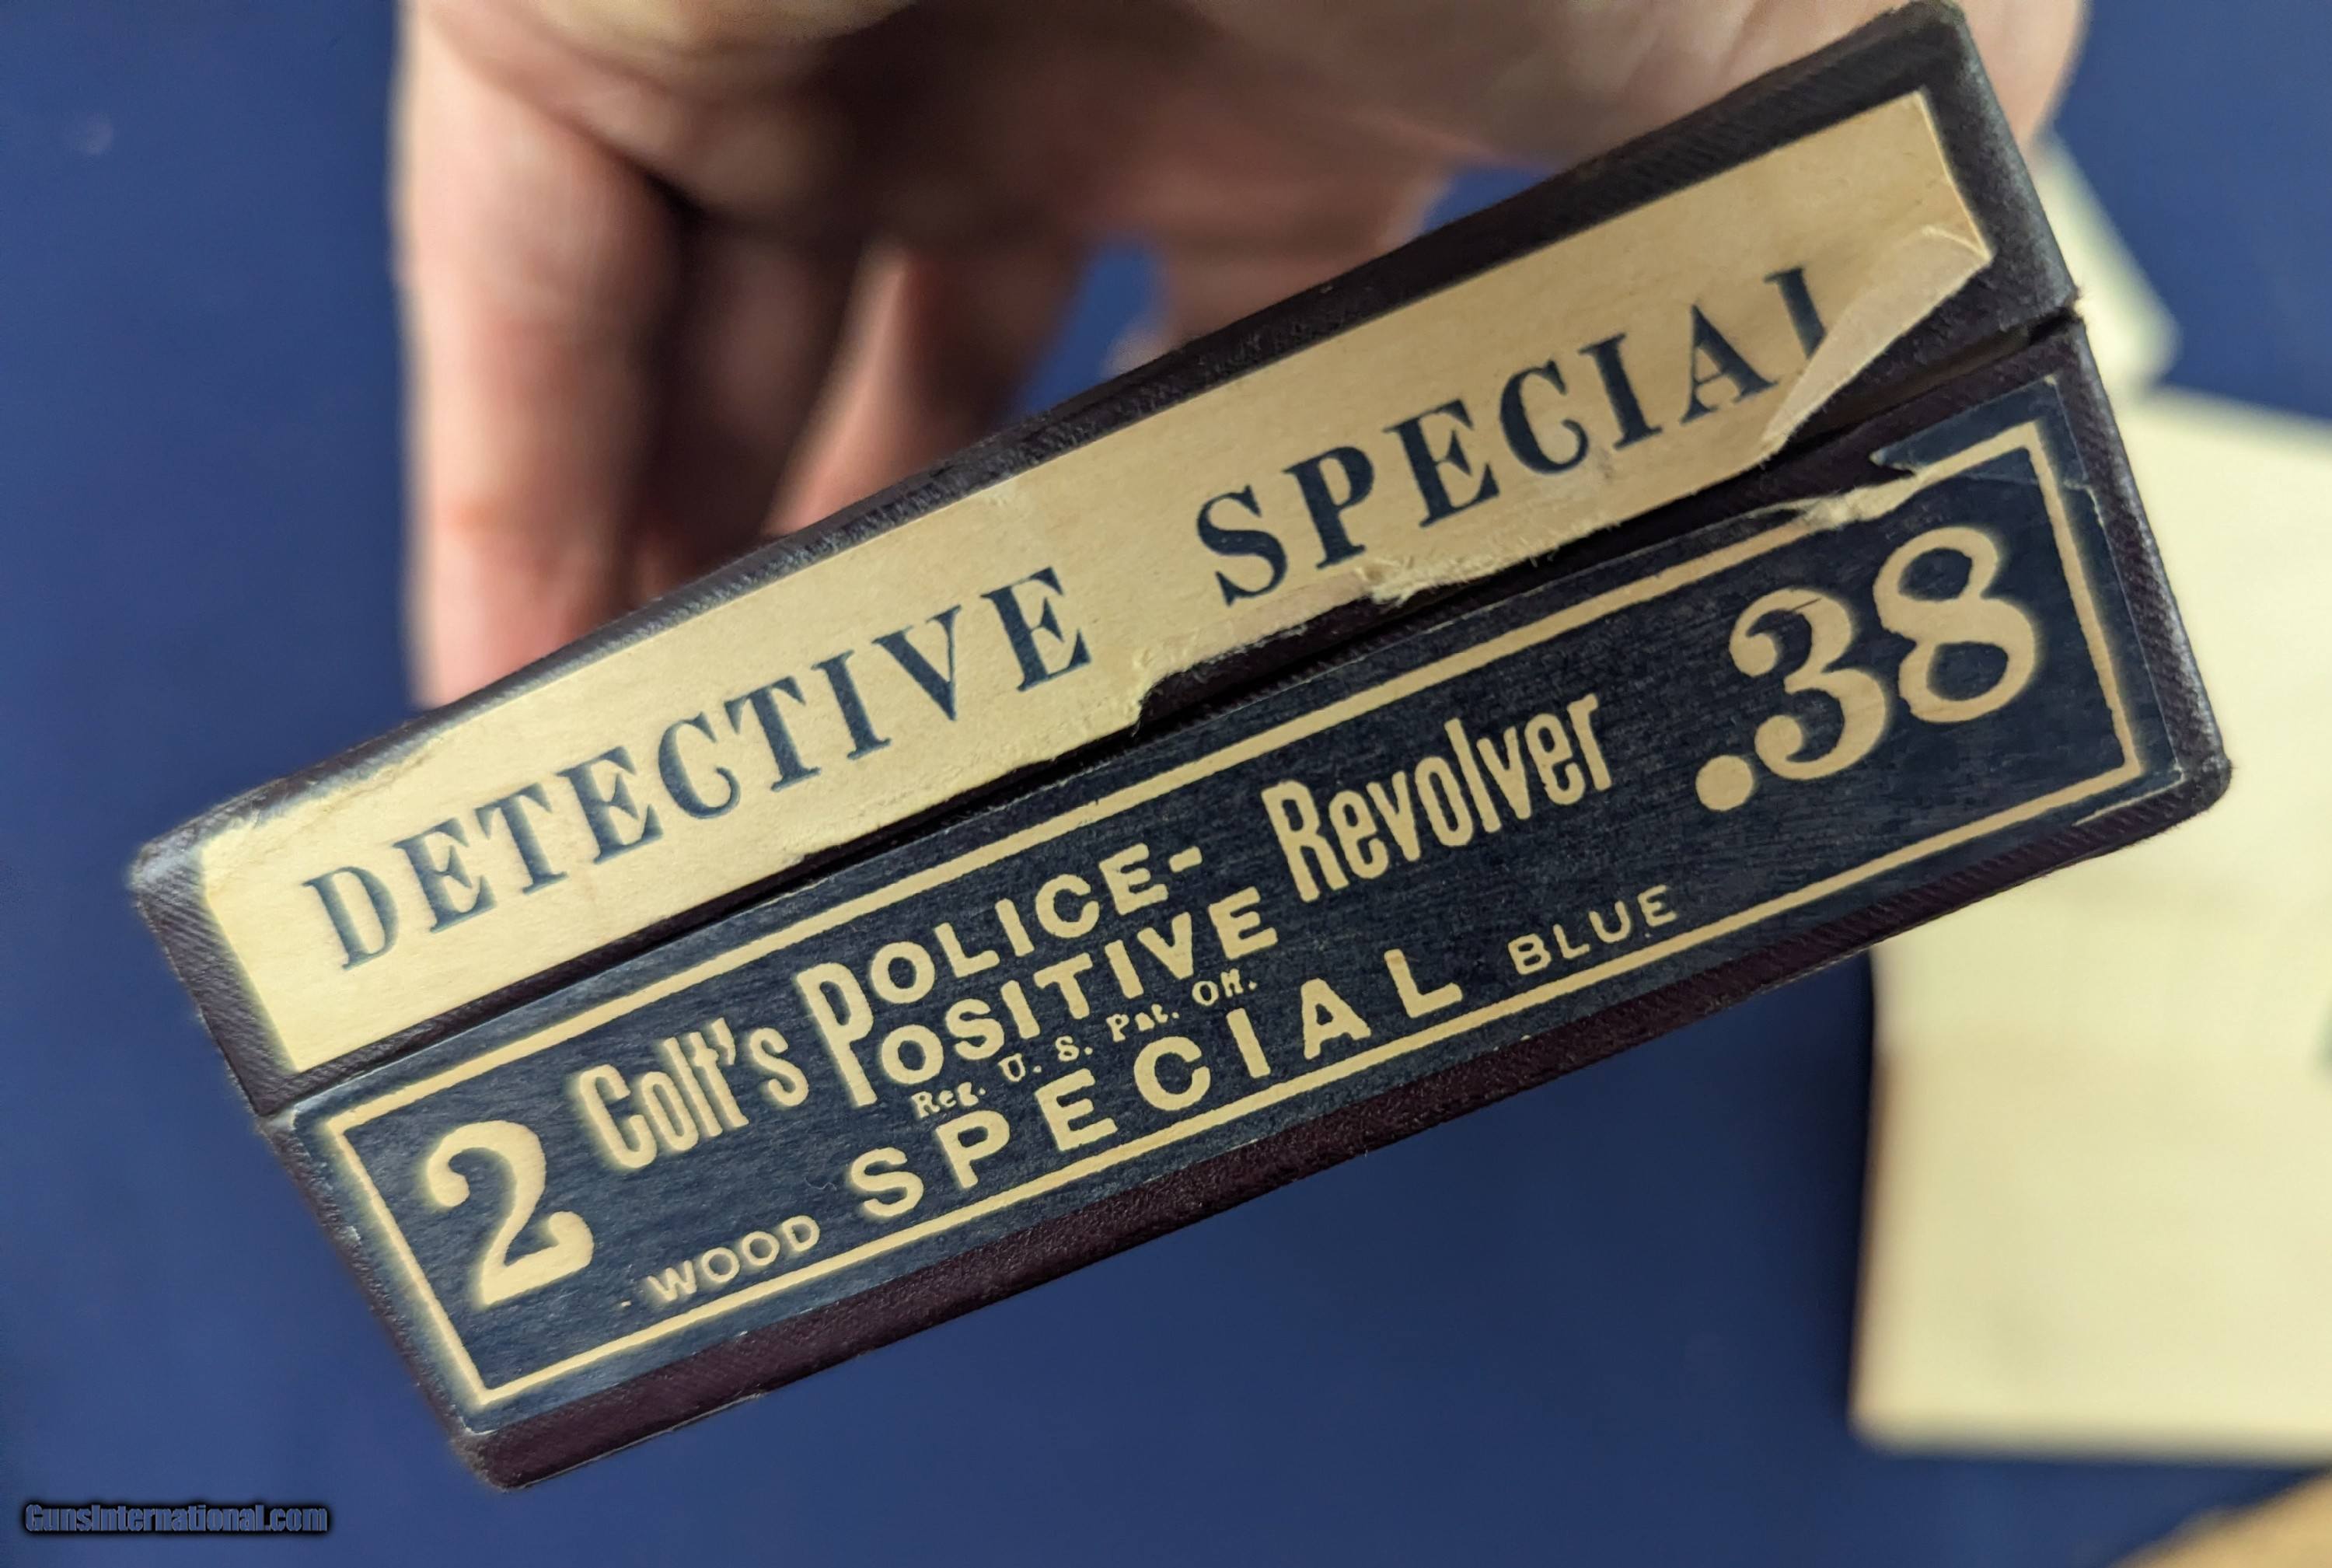 DETECTIVE SPECIAL
2 Colt's POLICE-POSITIVE Revolver .38
Reg. U. S. Pat. Off.
WOOD SPECIAL BLUE
GunsInternational.com